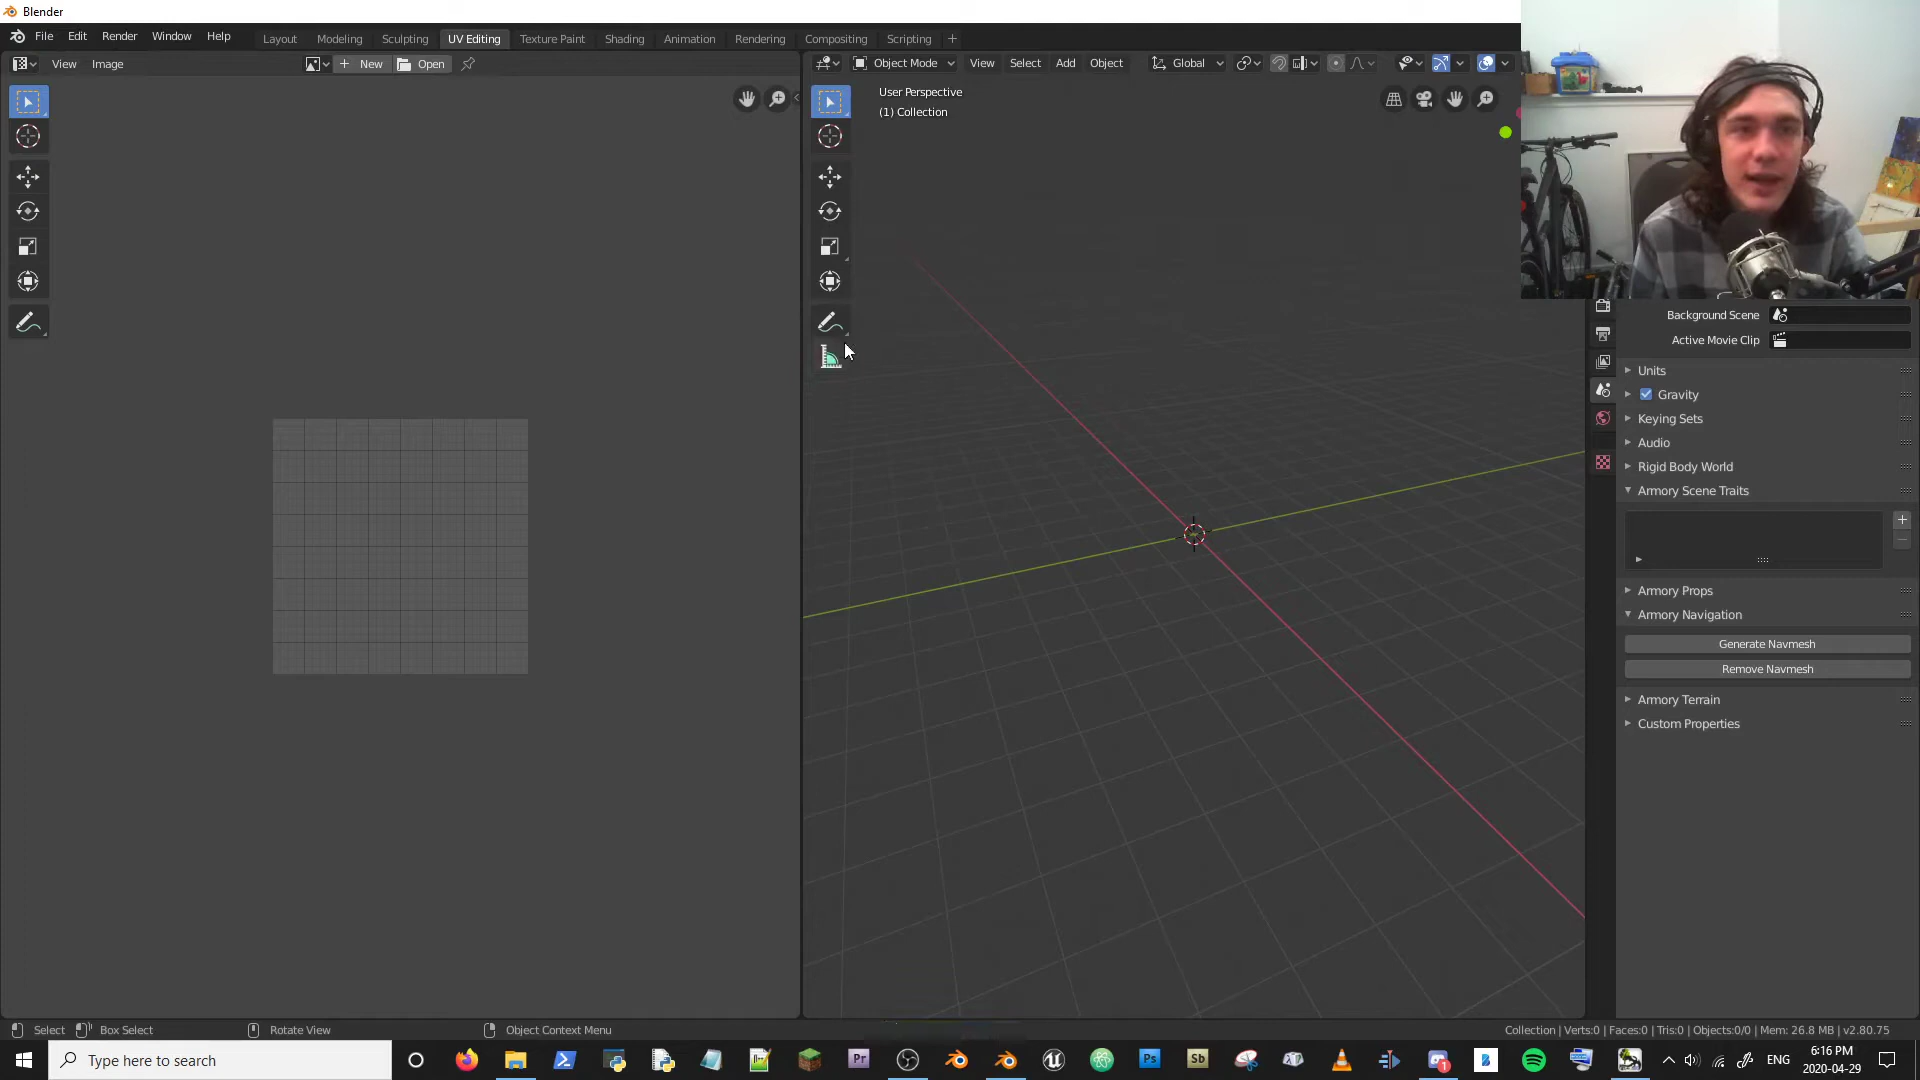 Blender
File Edit Render Window Help Layout Modeling Sculpting UV Editing Texture Paint Shading Animation Rendering Compositing Scripting
View Image New Open Object Mode View Select Add Object Global
User Perspective
(1) Collection
Background Scene
Active Movie Clip
Units
Gravity
Keying Sets
Audio
Rigid Body World
Armory Scene Traits
Armory Props
Armory Navigation
Generate Navmesh
Remove Navmesh
Armory Terrain
Custom Properties
Select Box Select Rotate View Object Context Menu Collection | Verts:0 | Faces:0 | Tris:0 | Objects:0/0 | Mem: 26.8 MB | v2.80.75
Type here to search Pr Ps Sb 1 B ENG 6:16 PM
2020-04-29